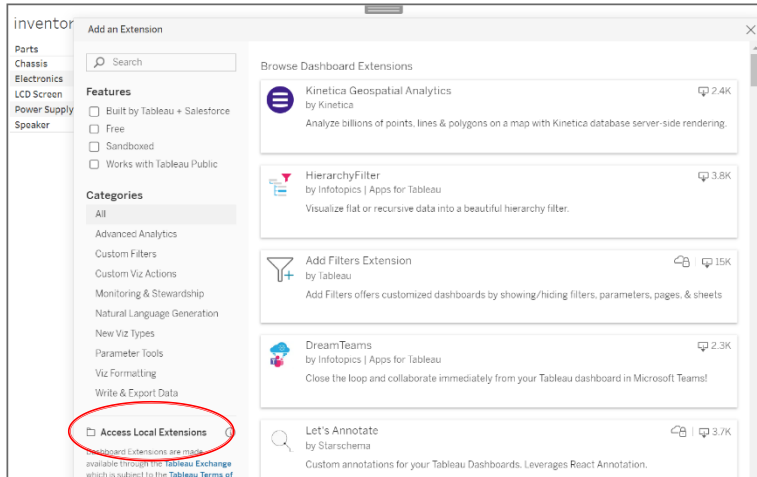 inventor
Add an Extension
Parts
Chassis
Electronics
LCD Screen
Power Supply
Speaker
Search
Features
Built by Tableau + Salesforce
Free
Sandboxed
Works with Tableau Public
Categories
All
Advanced Analytics
Custom Filters
Custom Viz Actions
Monitoring & Stewardship
Natural Language Generation
New Viz Types
Parameter Tools
Viz Formatting
Write & Export Data
Access Local Extensions
Dashboard Extensions are made
available through the Tableau Exchange
which is subject to the Tableau Terms of
Browse Dashboard Extensions
Kinetica Geospatial Analytics 2.4K
by Kinetica
Analyze billions of points, lines & polygons on a map with Kinetica database server-side rendering.
HierarchyFilter 3.8K
by Infotopics | Apps for Tableau
Visualize flat or recursive data into a beautiful hierarchy filter.
Add Filters Extension 15K
by Tableau
Add Filters offers customized dashboards by showing/hiding filters, parameters, pages, & sheets
DreamTeams 2.3K
by Infotopics | Apps for Tableau
Close the loop and collaborate immediately from your Tableau dashboard in Microsoft Teams!
Let's Annotate 3.7K
by Starschema
Custom annotations for your Tableau Dashboards. Leverages React Annotation.